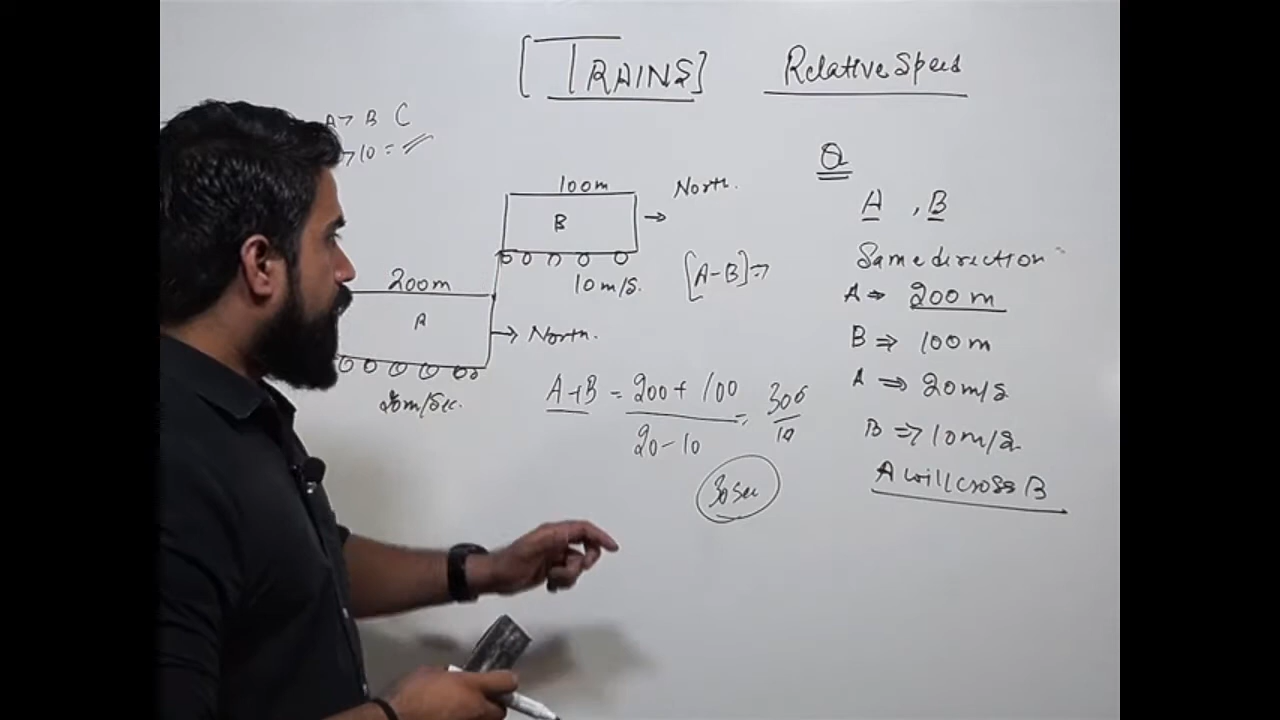 [TRAINS] Relative Speed
A → B C
→ 10 =
100m
B
North.
10 m/s.
[A-B] ⇒
200m
A
North.
20m/sec.
A+B = 200 + 100 / 20 - 10 = 300 / 10
30 sec
Q
A , B
Same direction
A ⇒ 200 m
B ⇒ 100 m
A ⇒ 20 m/s
B ⇒ 10 m/s
A will cross B